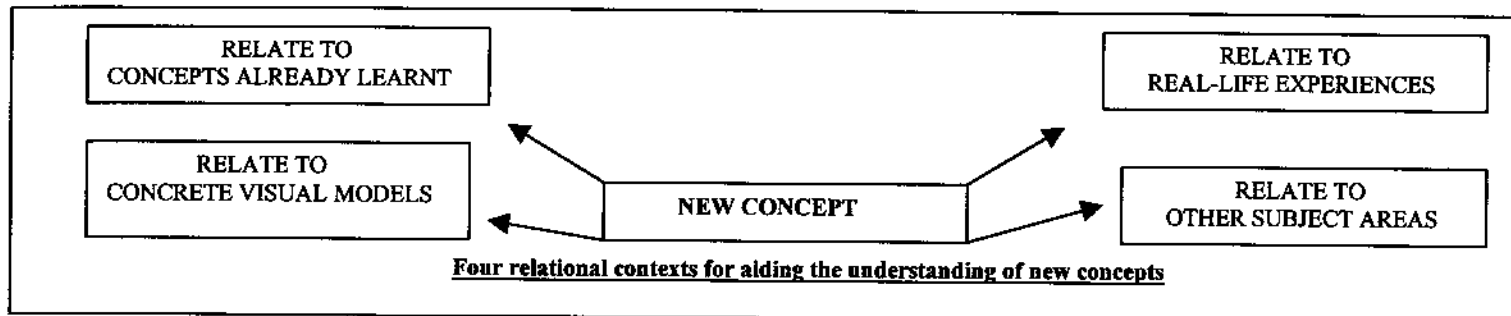 RELATE TO
CONCEPTS ALREADY LEARNT
RELATE TO
REAL-LIFE EXPERIENCES
RELATE TO
CONCRETE VISUAL MODELS
NEW CONCEPT
RELATE TO
OTHER SUBJECT AREAS
Four relational contexts for aiding the understanding of new concepts